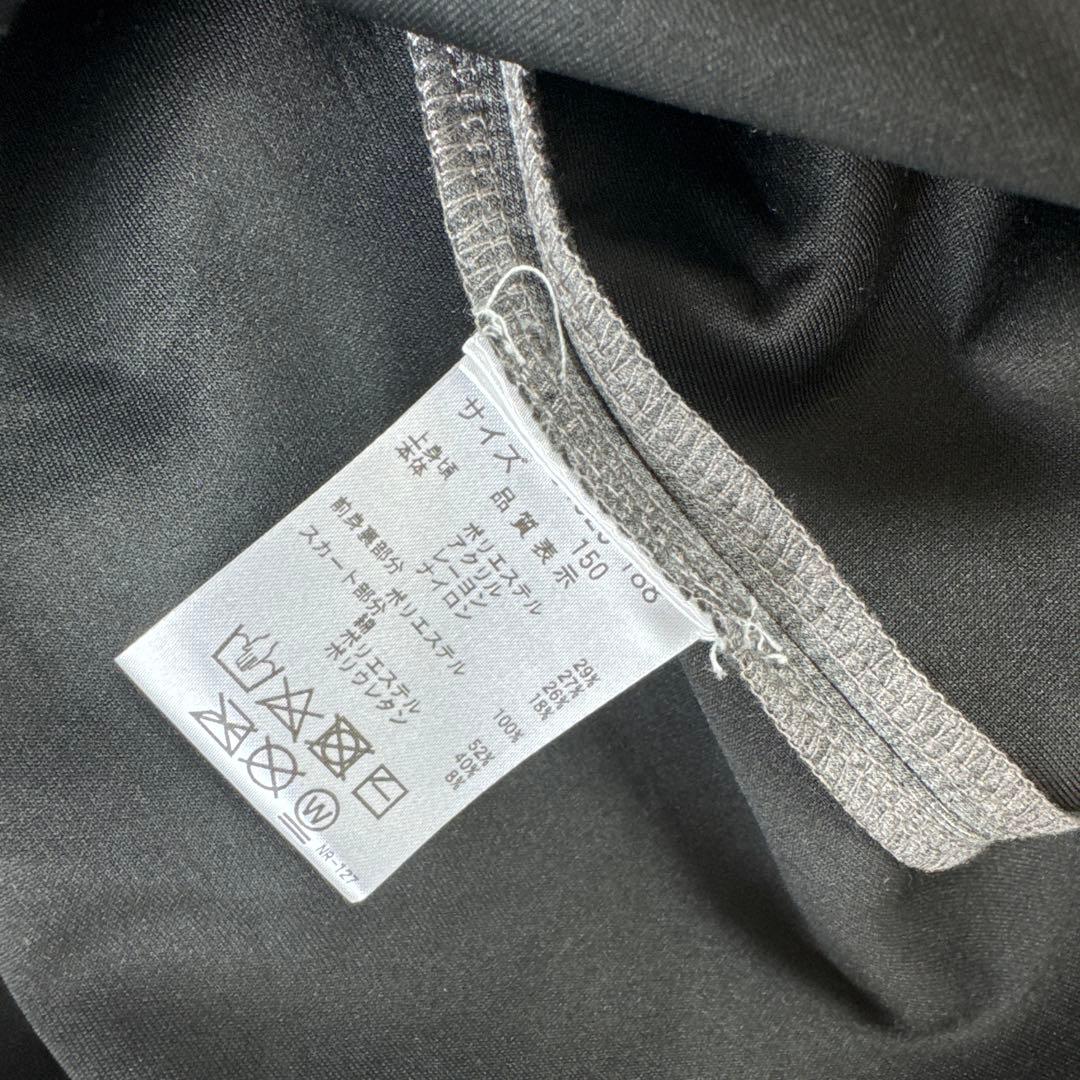 サイズ 150
品質表示
上身頃
本体 ポリエステル 29%
アクリル 27%
レーヨン 26%
ナイロン 18%
前身裏部分 ポリエステル 100%
スカート部分 綿 52%
ポリエステル 40%
ポリウレタン 8%
W
NR-127